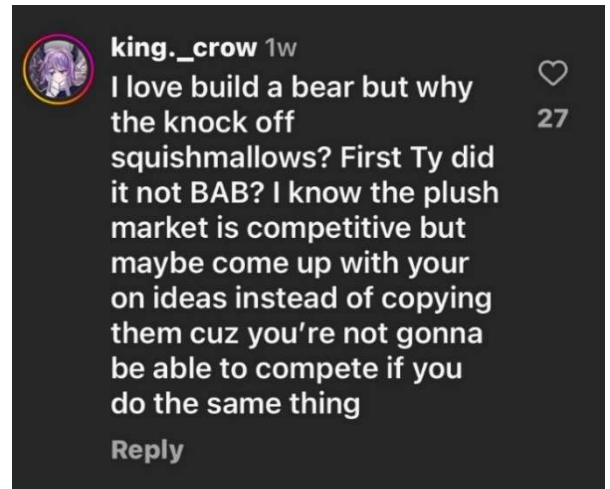 king._crow 1w
I love build a bear but why
the knock off
squishmallows? First Ty did
it not BAB? I know the plush
market is competitive but
maybe come up with your
on ideas instead of copying
them cuz you’re not gonna
be able to compete if you
do the same thing
27
Reply